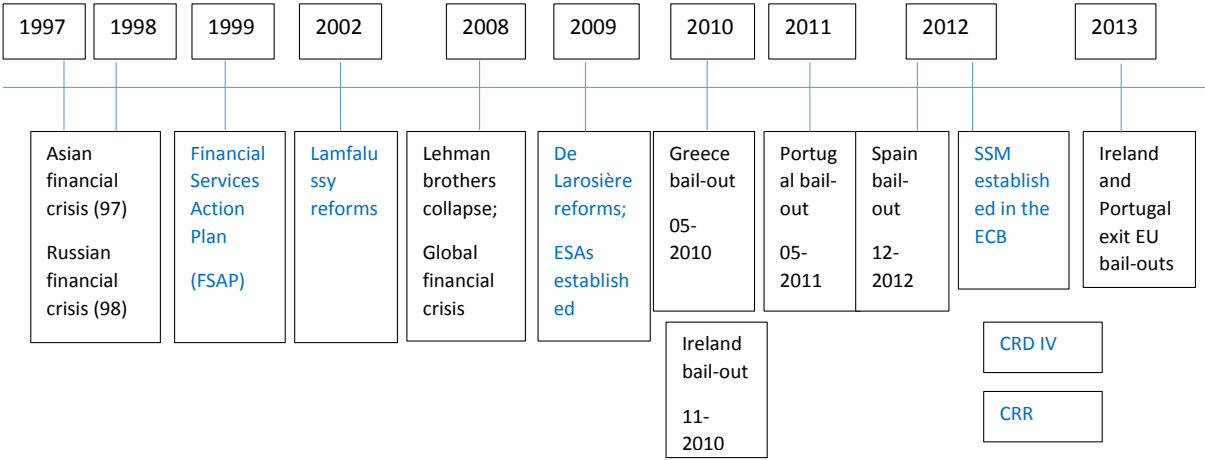 1997
1998
1999
2002
2008
2009
2010
2011
2012
2013
Asian
financial
crisis (97)
Russian
financial
crisis (98)
Financial
Services
Action
Plan
(FSAP)
Lamfalu
ssy
reforms
Lehman
brothers
collapse;
Global
financial
crisis
De
Larosière
reforms;
ESAs
establish
ed
Greece
bail-out
05-
2010
Ireland
bail-out
11-
2010
Portug
al bail-
out
05-
2011
Spain
bail-
out
12-
2012
SSM
establish
ed in the
ECB
CRD IV
CRR
Ireland
and
Portugal
exit EU
bail-outs